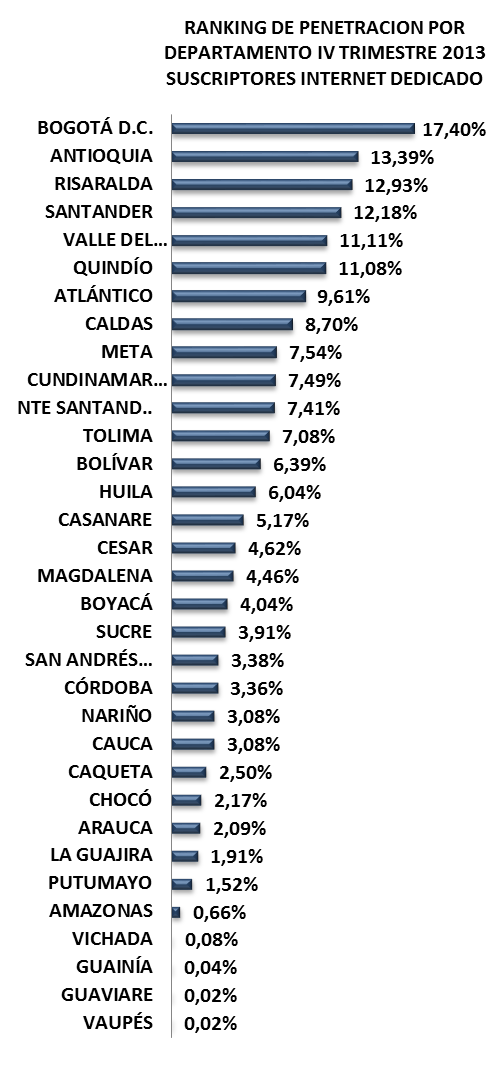 RANKING DE PENETRACION POR
DEPARTAMENTO IV TRIMESTRE 2013
SUSCRIPTORES INTERNET DEDICADO
BOGOTÁ D.C. 17,40%
ANTIOQUIA 13,39%
RISARALDA 12,93%
SANTANDER 12,18%
VALLE DEL... 11,11%
QUINDÍO 11,08%
ATLÁNTICO 9,61%
CALDAS 8,70%
META 7,54%
CUNDINAMAR... 7,49%
NTE SANTAND.. 7,41%
TOLIMA 7,08%
BOLÍVAR 6,39%
HUILA 6,04%
CASANARE 5,17%
CESAR 4,62%
MAGDALENA 4,46%
BOYACÁ 4,04%
SUCRE 3,91%
SAN ANDRÉS... 3,38%
CÓRDOBA 3,36%
NARIÑO 3,08%
CAUCA 3,08%
CAQUETA 2,50%
CHOCÓ 2,17%
ARAUCA 2,09%
LA GUAJIRA 1,91%
PUTUMAYO 1,52%
AMAZONAS 0,66%
VICHADA 0,08%
GUAINÍA 0,04%
GUAVIARE 0,02%
VAUPÉS 0,02%